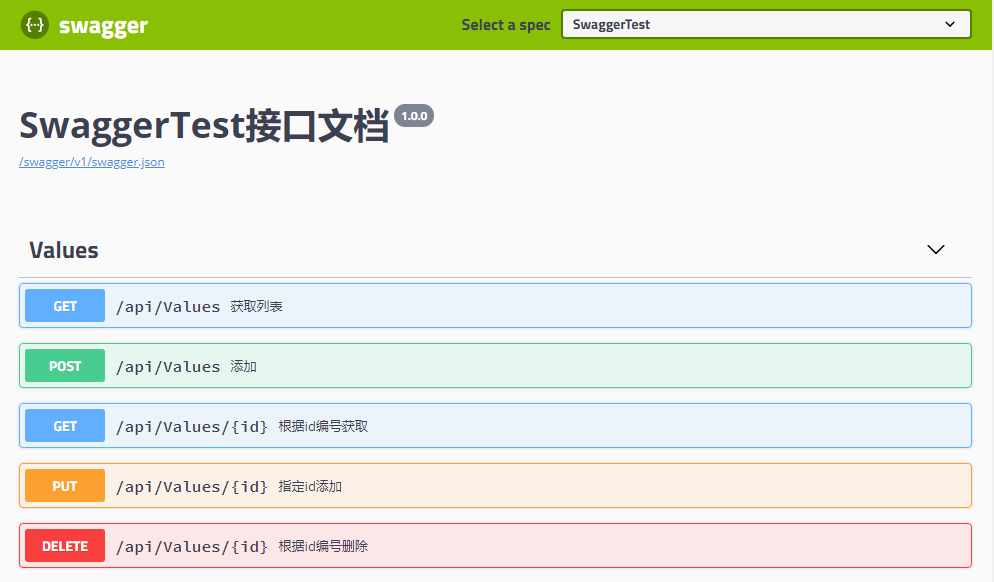 {··} swagger Select a spec SwaggerTest
SwaggerTest接口文档 1.0.0
/swagger/v1/swagger.json
Values
GET /api/Values 获取列表
POST /api/Values 添加
GET /api/Values/{id} 根据id编号获取
PUT /api/Values/{id} 指定id添加
DELETE /api/Values/{id} 根据id编号删除